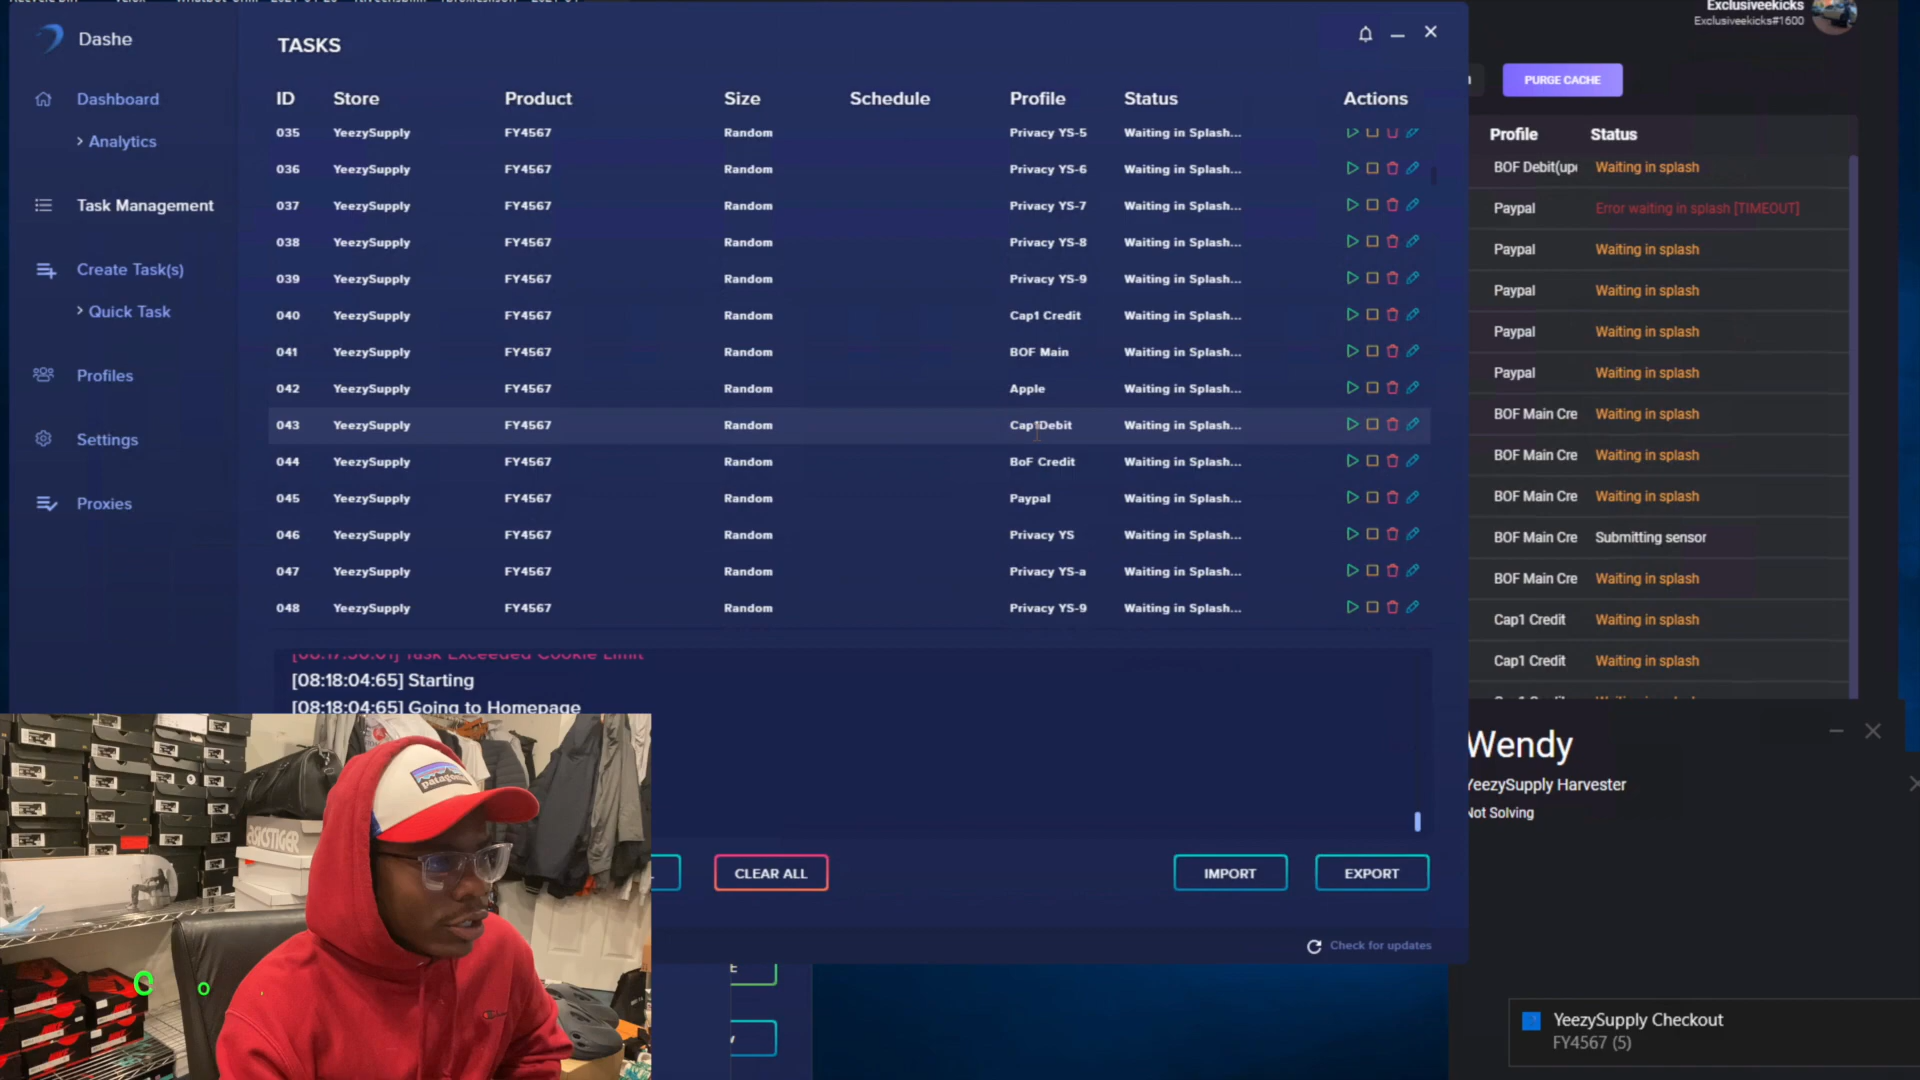 Exclusiveekicks
Exclusiveekicks#1600
Dashe
TASKS
PURGE CACHE
Dashboard
> Analytics
Task Management
Create Task(s)
> Quick Task
Profiles
Settings
Proxies
ID Store Product Size Schedule Profile Status Actions
035 YeezySupply FY4567 Random Privacy YS-5 Waiting in Splash...
036 YeezySupply FY4567 Random Privacy YS-6 Waiting in Splash...
037 YeezySupply FY4567 Random Privacy YS-7 Waiting in Splash...
038 YeezySupply FY4567 Random Privacy YS-8 Waiting in Splash...
039 YeezySupply FY4567 Random Privacy YS-9 Waiting in Splash...
040 YeezySupply FY4567 Random Cap1 Credit Waiting in Splash...
041 YeezySupply FY4567 Random BOF Main Waiting in Splash...
042 YeezySupply FY4567 Random Apple Waiting in Splash...
043 YeezySupply FY4567 Random Cap1Debit Waiting in Splash...
044 YeezySupply FY4567 Random BoF Credit Waiting in Splash...
045 YeezySupply FY4567 Random Paypal Waiting in Splash...
046 YeezySupply FY4567 Random Privacy YS Waiting in Splash...
047 YeezySupply FY4567 Random Privacy YS-a Waiting in Splash...
048 YeezySupply FY4567 Random Privacy YS-9 Waiting in Splash...
Task Exceeded Cookie Limit
[08:18:04:65] Starting
[08:18:04:65] Going to Homepage
CLEAR ALL
IMPORT
EXPORT
Check for updates
Profile Status
BOF Debit(up Waiting in splash
Paypal Error waiting in splash [TIMEOUT]
Paypal Waiting in splash
Paypal Waiting in splash
Paypal Waiting in splash
Paypal Waiting in splash
BOF Main Cre Waiting in splash
BOF Main Cre Waiting in splash
BOF Main Cre Waiting in splash
BOF Main Cre Submitting sensor
BOF Main Cre Waiting in splash
Cap1 Credit Waiting in splash
Cap1 Credit Waiting in splash
Wendy
YeezySupply Harvester
Not Solving
YeezySupply Checkout
FY4567 (5)
patagonia
ASICSTIGER
C o .